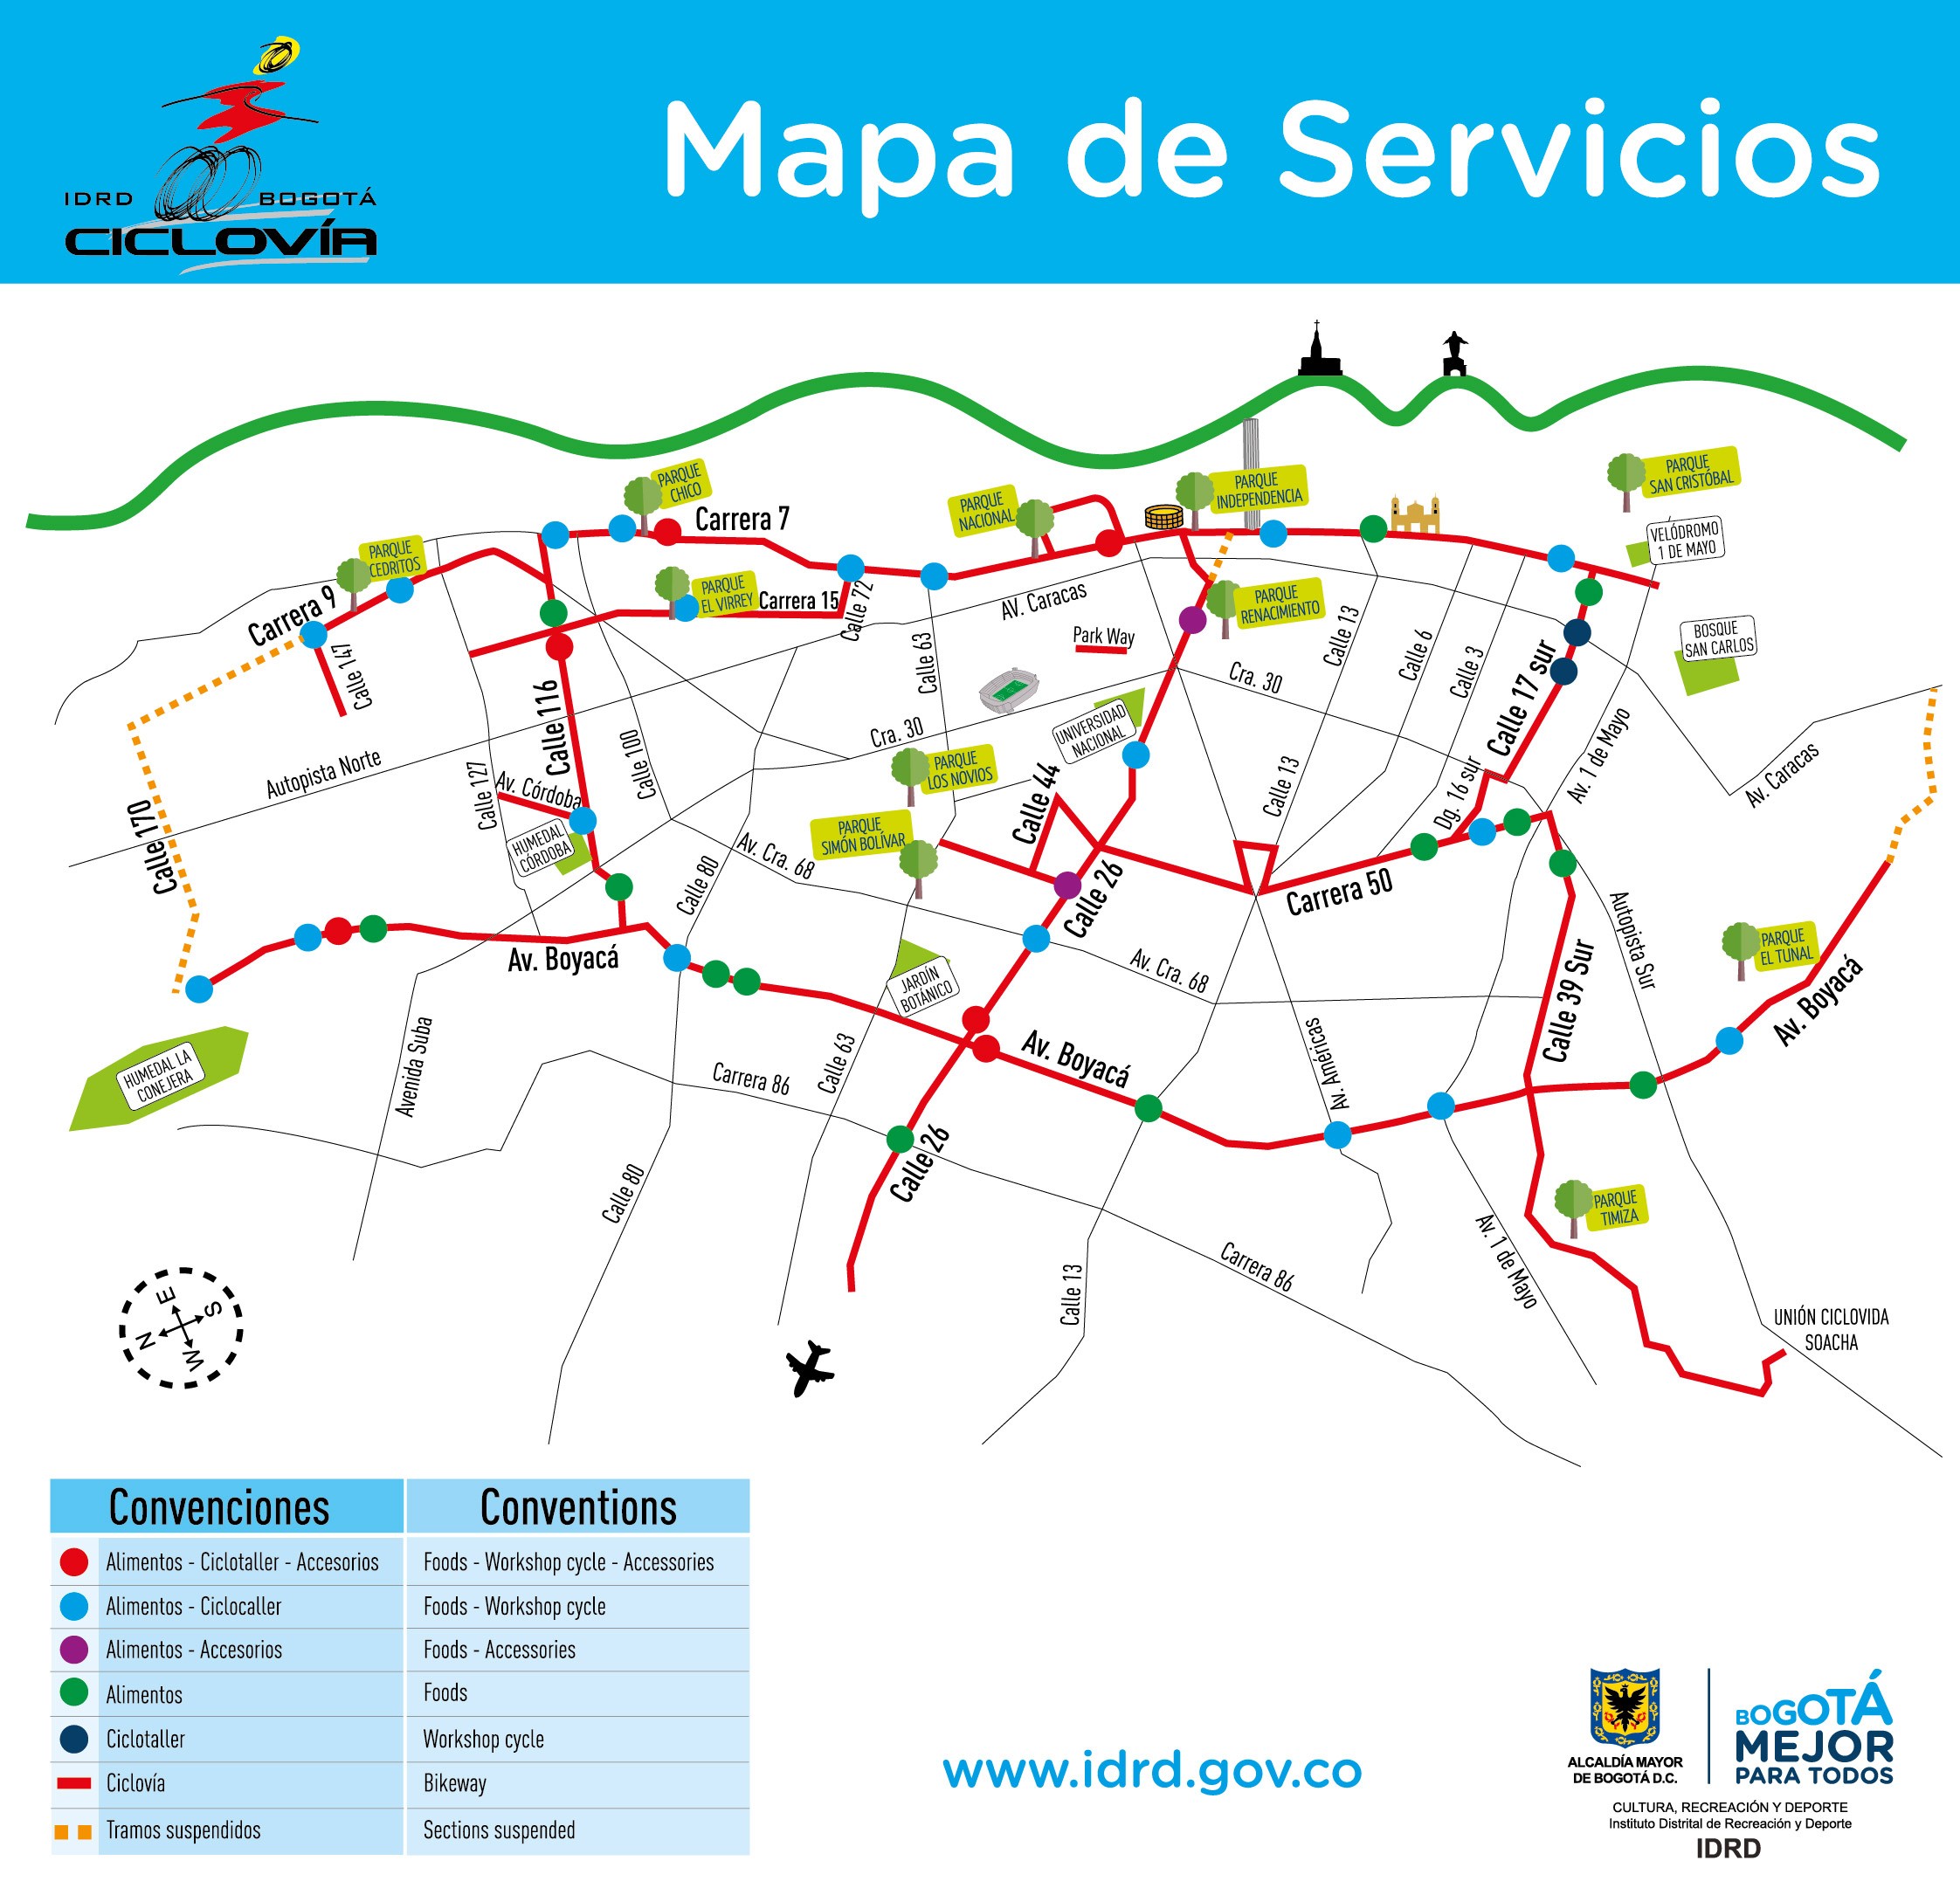 Mapa de Servicios
IDRD BOGOTÁ
CICLOVÍA
PARQUE
CHICO
Carrera 7
PARQUE
NACIONAL
PARQUE
INDEPENDENCIA
PARQUE
SAN CRISTÓBAL
VELÓDROMO
1 DE MAYO
PARQUE
CEDRITOS
Carrera 9
PARQUE
EL VIRREY
Carrera 15
Calle 72
AV. Caracas
PARQUE
RENACIMIENTO
Calle 147
Calle 63
Park Way
Calle 13
Calle 6
Calle 3
Calle 17 sur
BOSQUE
SAN CARLOS
Calle 116
Calle 100
Autopista Norte
Cra. 30
Cra. 30
UNIVERSIDAD
NACIONAL
Av. 1 de Mayo
Av. Caracas
Calle 170
Calle 127
Av. Córdoba
HUMEDAL
CÓRDOBA
PARQUE
LOS NOVIOS
PARQUE
SIMÓN BOLÍVAR
Calle 44
Calle 13
Dg. 16 sur
Calle 80
Av. Cra. 68
Calle 26
Carrera 50
Autopista Sur
Av. Boyacá
JARDÍN
BOTÁNICO
Av. Cra. 68
Calle 39 Sur
PARQUE
EL TUNAL
Av. Boyacá
HUMEDAL LA
CONEJERA
Avenida Suba
Carrera 86
Calle 63
Av. Boyacá
Av. Américas
Calle 80
Calle 26
Calle 13
Carrera 86
Av. 1 de Mayo
PARQUE
TIMIZA
UNIÓN CICLOVIDA
SOACHA
E
S
N
W
Convenciones Conventions
Alimentos - Ciclotaller - Accesorios Foods - Workshop cycle - Accessories
Alimentos - Ciclocaller Foods - Workshop cycle
Alimentos - Accesorios Foods - Accessories
Alimentos Foods
Ciclotaller Workshop cycle
Ciclovía Bikeway
Tramos suspendidos Sections suspended
www.idrd.gov.co
ALCALDÍA MAYOR
DE BOGOTÁ D.C.
BOGOTÁ
MEJOR
PARA TODOS
CULTURA, RECREACIÓN Y DEPORTE
Instituto Distrital de Recreación y Deporte
IDRD